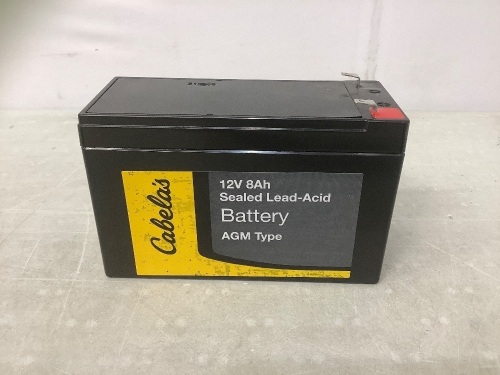 Cabela's
12V 8Ah
Sealed Lead-Acid
Battery
AGM Type